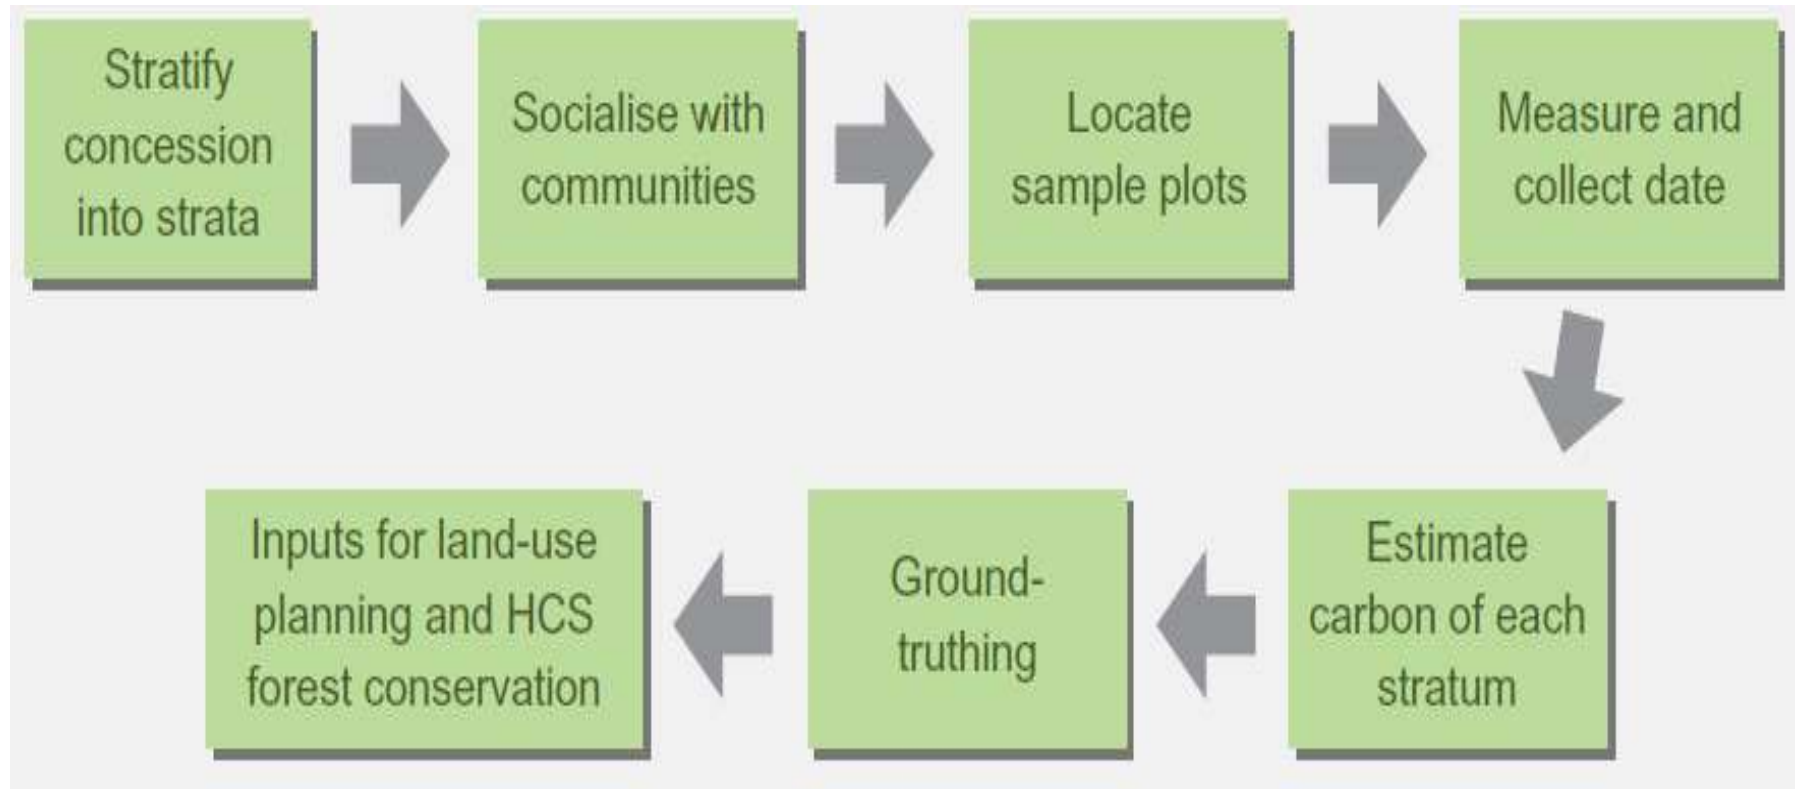 Stratify
concession
into strata
Socialise with
communities
Locate
sample plots
Measure and
collect date
Estimate
carbon of each
stratum
Ground-
truthing
Inputs for land-use
planning and HCS
forest conservation